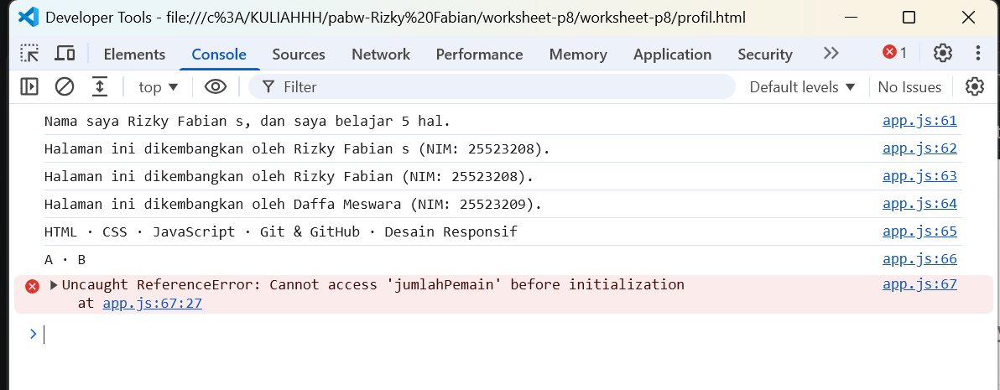 Developer Tools - file:///c%3A/KULIAHHH/pabw-Rizky%20Fabian/worksheet-p8/worksheet-p8/profil.html
Elements Console Sources Network Performance Memory Application Security 1
top Filter Default levels No Issues
Nama saya Rizky Fabian s, dan saya belajar 5 hal. app.js:61
Halaman ini dikembangkan oleh Rizky Fabian s (NIM: 25523208). app.js:62
Halaman ini dikembangkan oleh Rizky Fabian (NIM: 25523208). app.js:63
Halaman ini dikembangkan oleh Daffa Meswara (NIM: 25523209). app.js:64
HTML · CSS · JavaScript · Git & GitHub · Desain Responsif app.js:65
A · B app.js:66
Uncaught ReferenceError: Cannot access 'jumlahPemain' before initialization app.js:67
at app.js:67:27